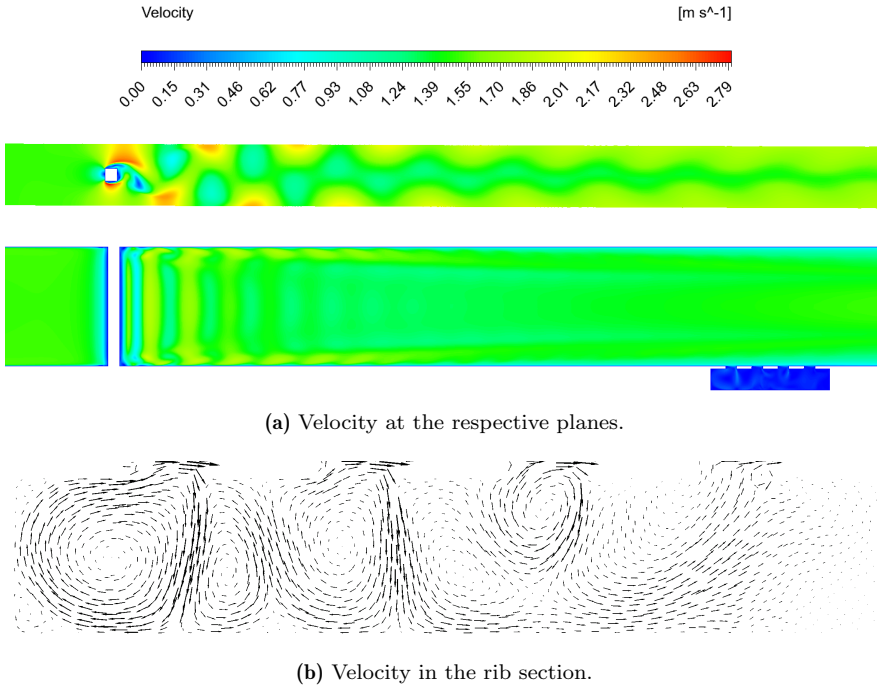 Velocity [m s^-1]
0.00 0.15 0.31 0.46 0.62 0.77 0.93 1.08 1.24 1.39 1.55 1.70 1.86 2.01 2.17 2.32 2.48 2.63 2.79
(a) Velocity at the respective planes.
(b) Velocity in the rib section.